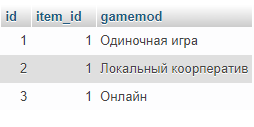 id item_id gamemod
1 1 Одиночная игра
2 1 Локальный коорператив
3 1 Онлайн